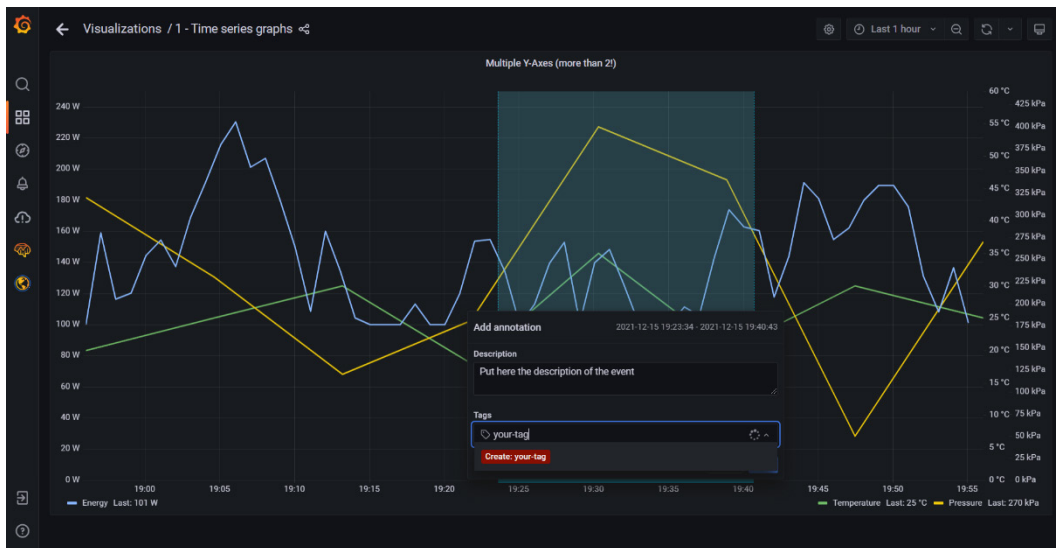 Visualizations / 1 - Time series graphs
Last 1 hour
Multiple Y-Axes (more than 2!)
240 W
220 W
200 W
180 W
160 W
140 W
120 W
100 W
80 W
60 W
40 W
20 W
0 W
60 °C
55 °C
50 °C
45 °C
40 °C
35 °C
30 °C
25 °C
20 °C
15 °C
10 °C
5 °C
0 °C
425 kPa
400 kPa
375 kPa
350 kPa
325 kPa
300 kPa
275 kPa
250 kPa
225 kPa
200 kPa
175 kPa
150 kPa
125 kPa
100 kPa
75 kPa
50 kPa
25 kPa
0 kPa
Add annotation 2021-12-15 19:23:34 - 2021-12-15 19:40:43
Description
Put here the description of the event
Tags
your-tag
Create: your-tag
19:00 19:05 19:10 19:15 19:20 19:25 19:30 19:35 19:40 19:45 19:50 19:55
Energy Last: 101 W
Temperature Last: 25 °C Pressure Last: 270 kPa